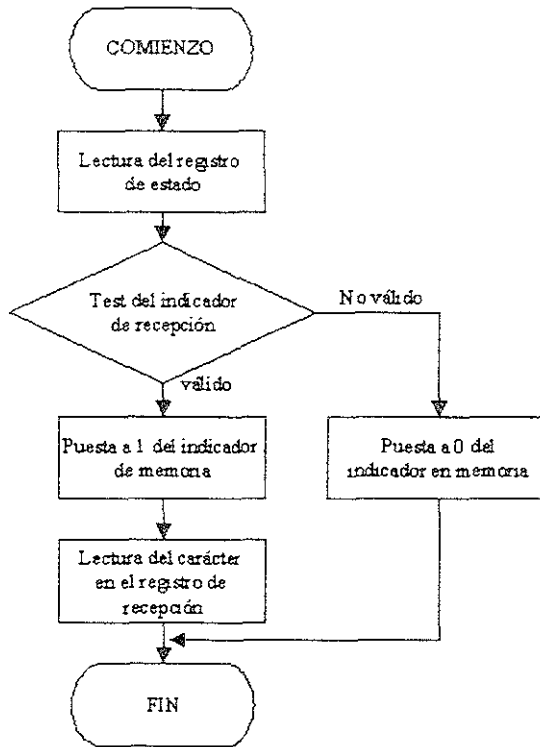 COMIENZO
Lectura del registro
de estado
Test del indicador
de recepción
No válido
válido
Puesta a 1 del indicador
de memoria
Puesta a 0 del
indicador en memoria
Lectura del carácter
en el registro de
recepción
FIN